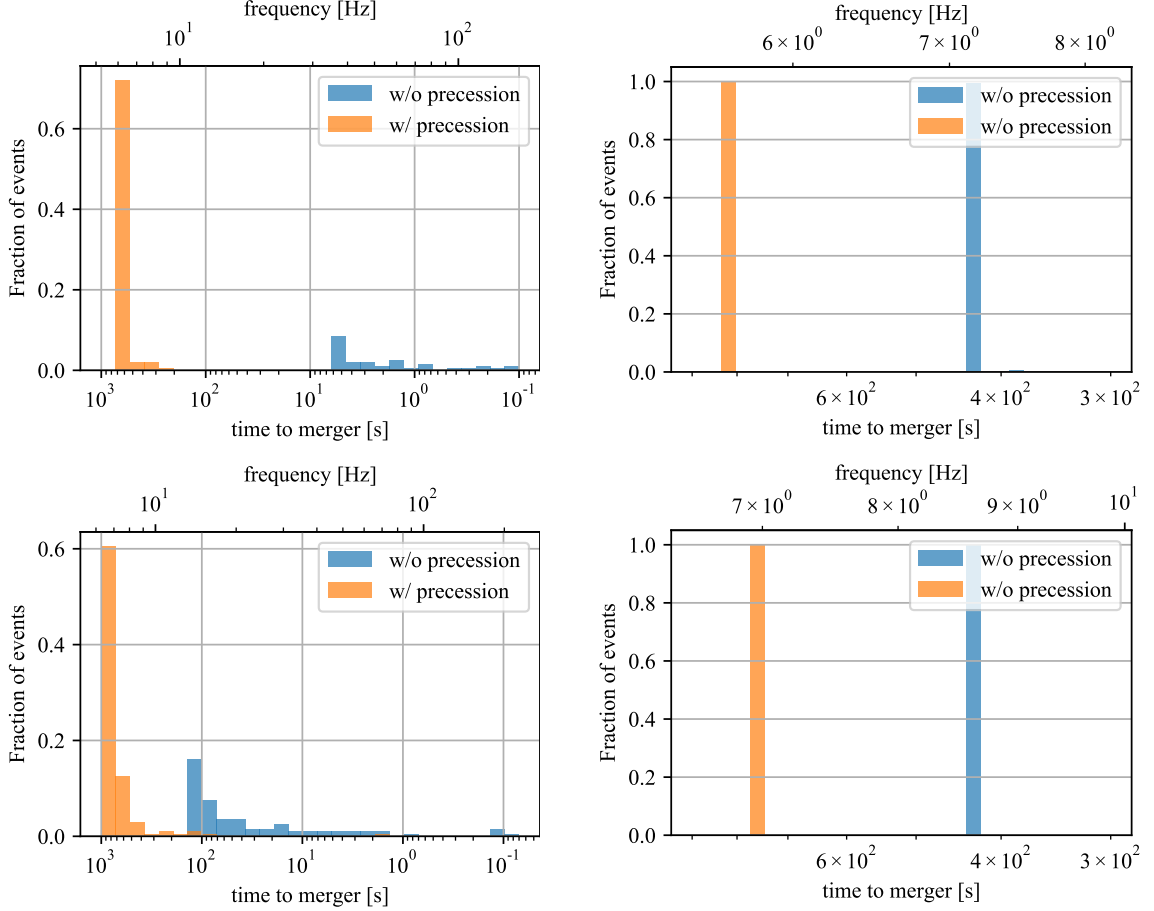 frequency [Hz]
10¹ 10²
w/o precession
w/ precession
Fraction of events
0.6
0.4
0.2
0.0
10³ 10² 10¹ 10⁰ 10⁻¹
time to merger [s]
frequency [Hz]
6 × 10⁰ 7 × 10⁰ 8 × 10⁰
w/o precession
w/o precession
Fraction of events
1.0
0.8
0.6
0.4
0.2
0.0
6 × 10² 4 × 10² 3 × 10²
time to merger [s]
frequency [Hz]
10¹ 10²
w/o precession
w/ precession
Fraction of events
0.6
0.4
0.2
0.0
10³ 10² 10¹ 10⁰ 10⁻¹
time to merger [s]
frequency [Hz]
7 × 10⁰ 8 × 10⁰ 9 × 10⁰ 10¹
w/o precession
w/o precession
Fraction of events
1.0
0.8
0.6
0.4
0.2
0.0
6 × 10² 4 × 10² 3 × 10²
time to merger [s]